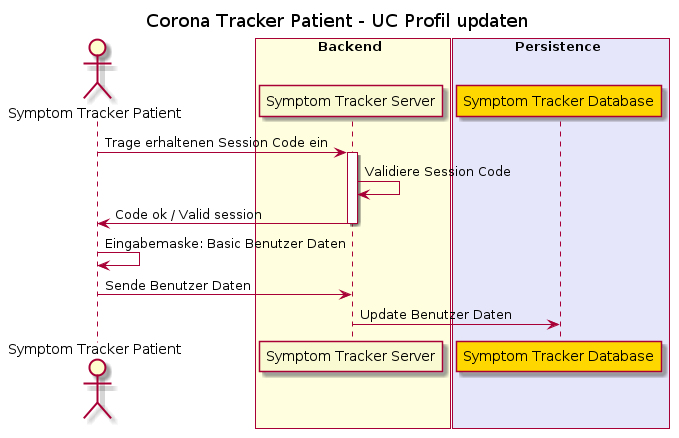 Corona Tracker Patient - UC Profil updaten
Backend
Persistence
Symptom Tracker Patient
Symptom Tracker Server
Symptom Tracker Database
Trage erhaltenen Session Code ein
Validiere Session Code
Code ok / Valid session
Eingabemaske: Basic Benutzer Daten
Sende Benutzer Daten
Update Benutzer Daten
Symptom Tracker Patient
Symptom Tracker Server
Symptom Tracker Database